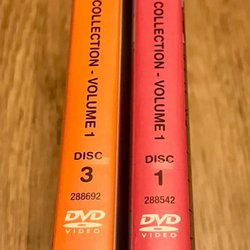 COLLECTION - VOLUME 1
DISC
3
288692
DVD
VIDEO
COLLECTION - VOLUME 1
DISC
1
288542
DVD
VIDEO